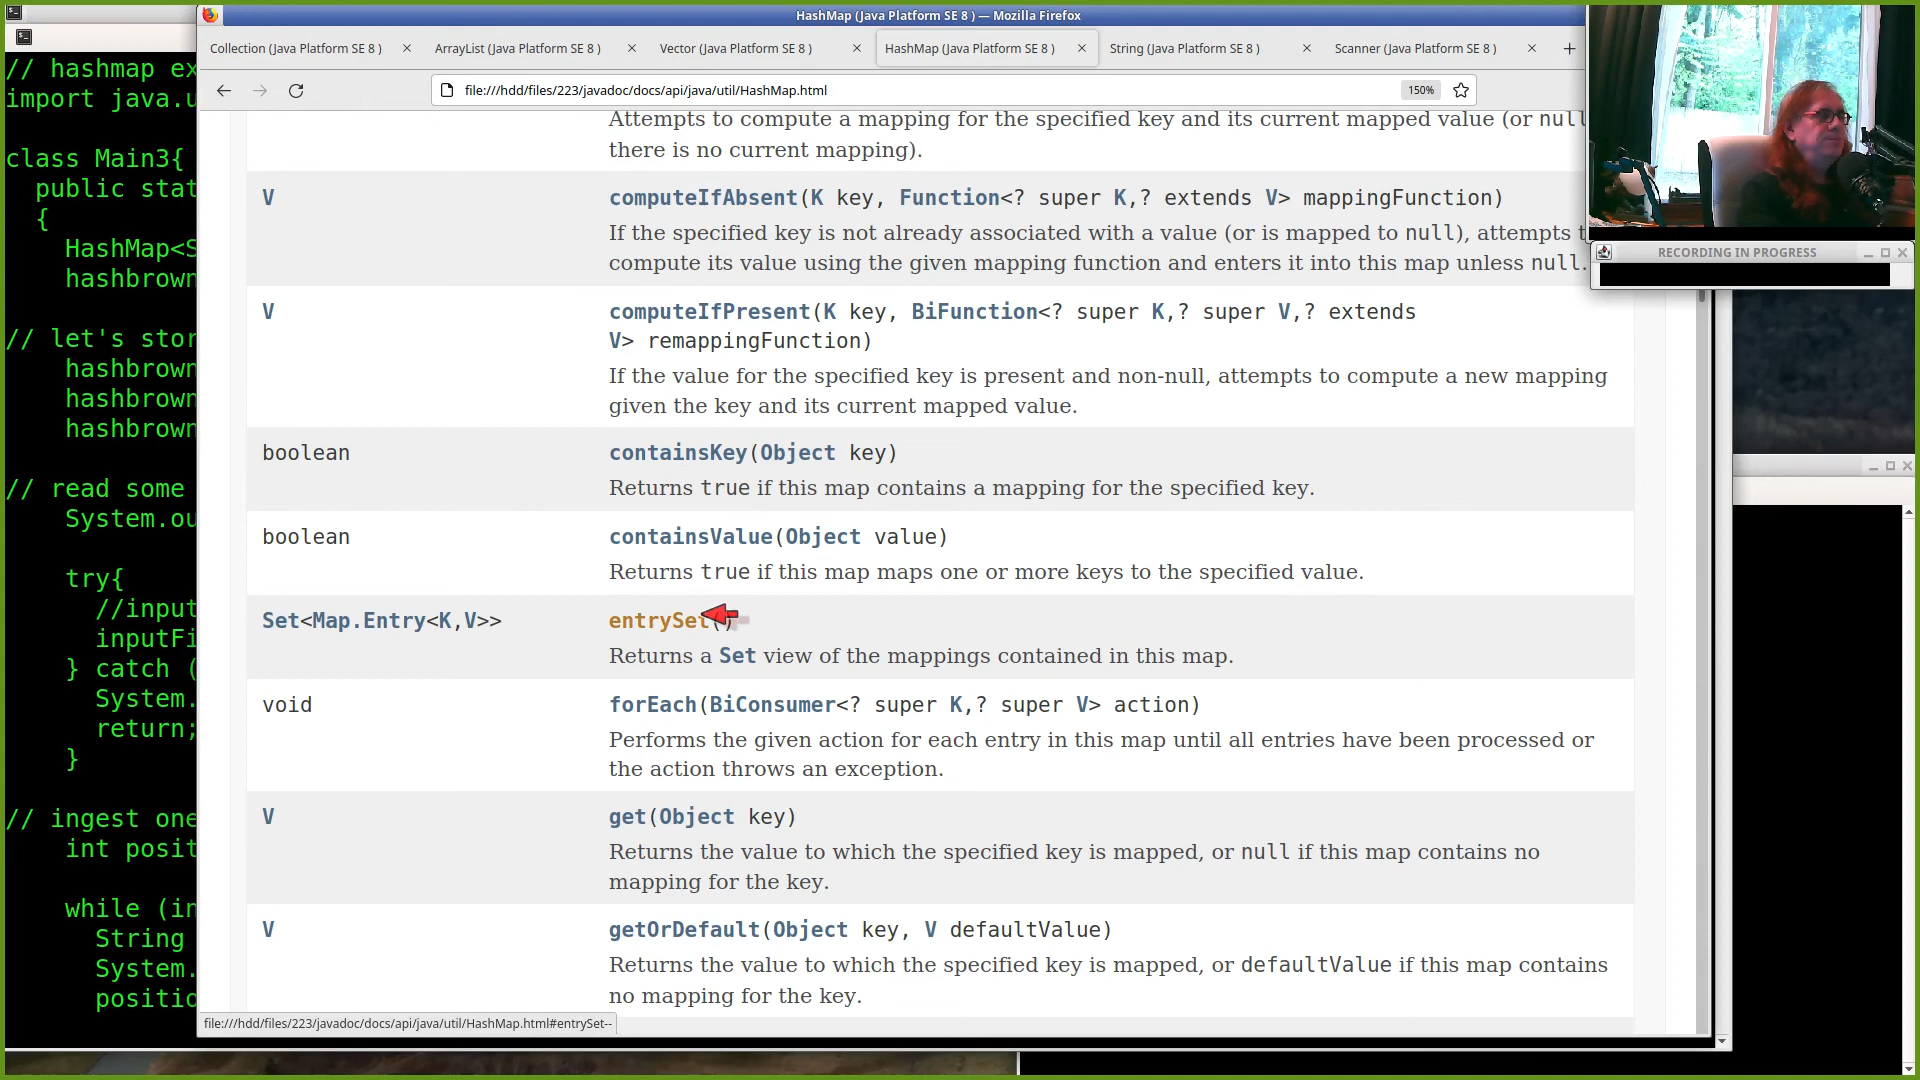 HashMap (Java Platform SE 8 ) — Mozilla Firefox
Collection (Java Platform SE 8 )
ArrayList (Java Platform SE 8 )
Vector (Java Platform SE 8 )
HashMap (Java Platform SE 8 )
String (Java Platform SE 8 )
Scanner (Java Platform SE 8 )
file:///hdd/files/223/javadoc/docs/api/java/util/HashMap.html
150%
Attempts to compute a mapping for the specified key and its current mapped value (or null
there is no current mapping).
V computeIfAbsent(K key, Function<? super K,? extends V> mappingFunction)
If the specified key is not already associated with a value (or is mapped to null), attempts t
compute its value using the given mapping function and enters it into this map unless null.
V computeIfPresent(K key, BiFunction<? super K,? super V,? extends
V> remappingFunction)
If the value for the specified key is present and non-null, attempts to compute a new mapping
given the key and its current mapped value.
boolean containsKey(Object key)
Returns true if this map contains a mapping for the specified key.
boolean containsValue(Object value)
Returns true if this map maps one or more keys to the specified value.
Set<Map.Entry<K,V>> entrySet()
Returns a Set view of the mappings contained in this map.
void forEach(BiConsumer<? super K,? super V> action)
Performs the given action for each entry in this map until all entries have been processed or
the action throws an exception.
V get(Object key)
Returns the value to which the specified key is mapped, or null if this map contains no
mapping for the key.
V getOrDefault(Object key, V defaultValue)
Returns the value to which the specified key is mapped, or defaultValue if this map contains
no mapping for the key.
file:///hdd/files/223/javadoc/docs/api/java/util/HashMap.html#entrySet--
// hashmap ex
import java.u
class Main3{
public stat
{
HashMap<S
hashbrown
// let's stor
hashbrown
hashbrown
hashbrown
// read some
System.ou
try{
//input
inputFi
} catch (
System.
return;
}
// ingest one
int posit
while (in
String
System.
positio
RECORDING IN PROGRESS